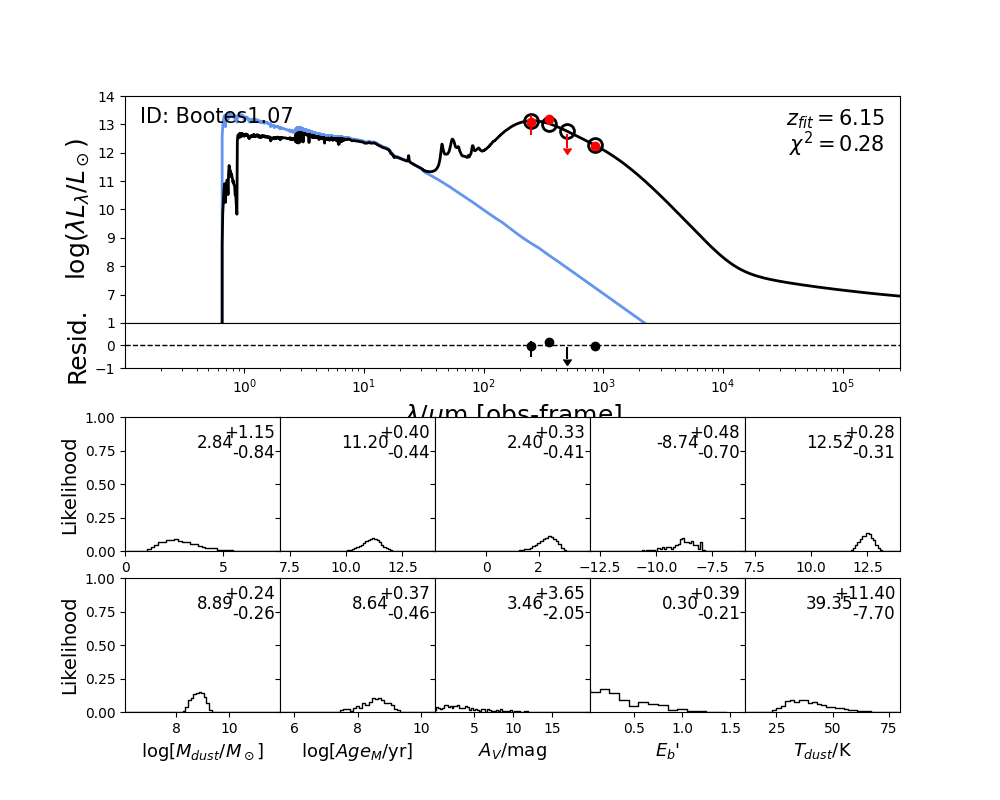 ID: Bootes1.07
z_fit = 6.15
χ² = 0.28
log(λL_λ/L_⊙)
14
13
12
11
10
9
8
7
1
Resid.
0
−1
10⁰ 10¹ 10² 10³ 10⁴ 10⁵
λ/μm [obs-frame]
Likelihood
1.00
0.75
0.50
0.25
0.00
2.84 +1.15 -0.84
11.20 +0.40 -0.44
2.40 +0.33 -0.41
-8.74 +0.48 -0.70
12.52 +0.28 -0.31
0 5 7.5 10.0 12.5 0 2 −12.5 −10.0 −7.5 7.5 10.0 12.5
Likelihood
1.00
0.75
0.50
0.25
0.00
8.89 +0.24 -0.26
8.64 +0.37 -0.46
3.46 +3.65 -2.05
0.30 +0.39 -0.21
39.35 +11.40 -7.70
8 10 6 8 10 5 10 15 0.5 1.0 1.5 25 50 75
log[M_dust/M_⊙] log[Age_M/yr] A_V/mag E_b' T_dust/K